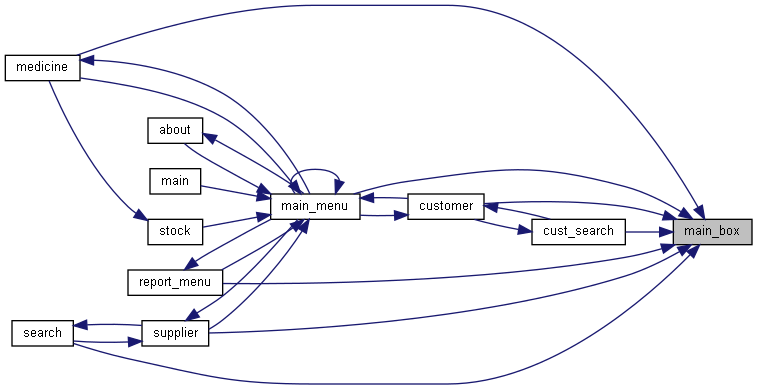 medicine
about
main
main_menu
customer
stock
cust_search
main_box
report_menu
search
supplier